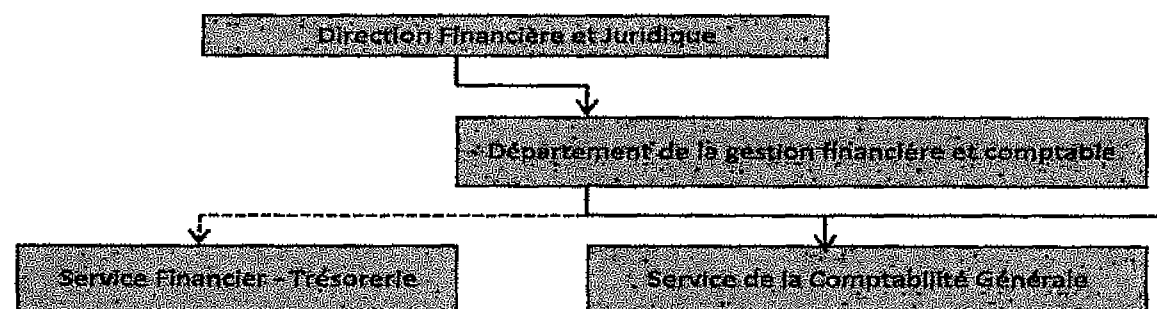 Direction Financière et Juridique
Département de la gestion financière et comptable
Service Financier - Trésorerie
Service de la Comptabilité Générale